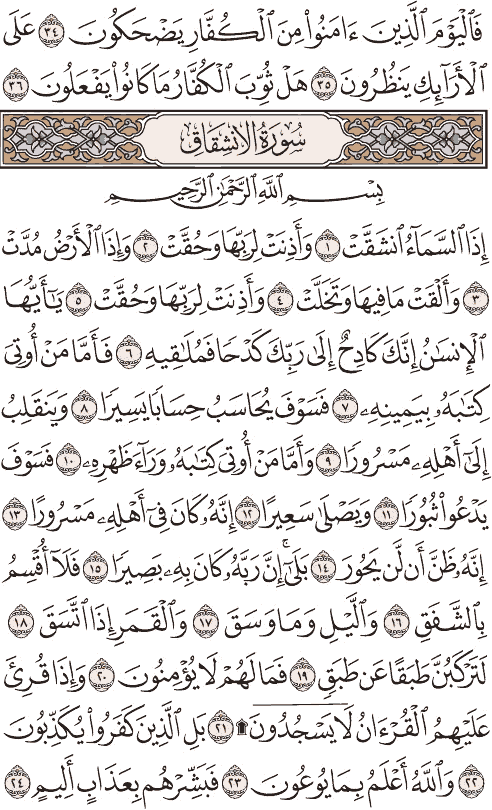 فَٱلْيَوْمَ ٱلَّذِينَ ءَامَنُوا۟ مِنَ ٱلْكُفَّارِ يَضْحَكُونَ ٣٤ عَلَى
ٱلْأَرَآئِكِ يَنظُرُونَ ٣٥ هَلْ ثُوِّبَ ٱلْكُفَّارُ مَا كَانُوا۟ يَفْعَلُونَ ٣٦
سُورَةُ الانشِقَاقِ
بِسْمِ ٱللَّهِ ٱلرَّحْمَٰنِ ٱلرَّحِيمِ
إِذَا ٱلسَّمَآءُ ٱنشَقَّتْ ١ وَأَذِنَتْ لِرَبِّهَا وَحُقَّتْ ٢ وَإِذَا ٱلْأَرْضُ مُدَّتْ
٣ وَأَلْقَتْ مَا فِيهَا وَتَخَلَّتْ ٤ وَأَذِنَتْ لِرَبِّهَا وَحُقَّتْ ٥ يَٰٓأَيُّهَا
ٱلْإِنسَٰنُ إِنَّكَ كَادِحٌ إِلَىٰ رَبِّكَ كَدْحًا فَمُلَٰقِيهِ ٦ فَأَمَّا مَنْ أُوتِىَ
كِتَٰبَهُۥ بِيَمِينِهِۦ ٧ فَسَوْفَ يُحَاسَبُ حِسَابًا يَسِيرًا ٨ وَيَنقَلِبُ
إِلَىٰٓ أَهْلِهِۦ مَسْرُورًا ٩ وَأَمَّا مَنْ أُوتِىَ كِتَٰبَهُۥ وَرَآءَ ظَهْرِهِۦ ١٠ فَسَوْفَ
يَدْعُوا۟ ثُبُورًا ١١ وَيَصْلَىٰ سَعِيرًا ١٢ إِنَّهُۥ كَانَ فِىٓ أَهْلِهِۦ مَسْرُورًا ١٣
إِنَّهُۥ ظَنَّ أَن لَّن يَحُورَ ١٤ بَلَىٰٓۚ إِنَّ رَبَّهُۥ كَانَ بِهِۦ بَصِيرًا ١٥ فَلَآ أُقْسِمُ
بِٱلشَّفَقِ ١٦ وَٱلَّيْلِ وَمَا وَسَقَ ١٧ وَٱلْقَمَرِ إِذَا ٱتَّسَقَ ١٨
لَتَرْكَبُنَّ طَبَقًا عَن طَبَقٍ ١٩ فَمَا لَهُمْ لَا يُؤْمِنُونَ ٢٠ وَإِذَا قُرِئَ
عَلَيْهِمُ ٱلْقُرْءَانُ لَا يَسْجُدُونَ ۩ ٢١ بَلِ ٱلَّذِينَ كَفَرُوا۟ يُكَذِّبُونَ
٢٢ وَٱللَّهُ أَعْلَمُ بِمَا يُوعُونَ ٢٣ فَبَشِّرْهُم بِعَذَابٍ أَلِيمٍ ٢٤